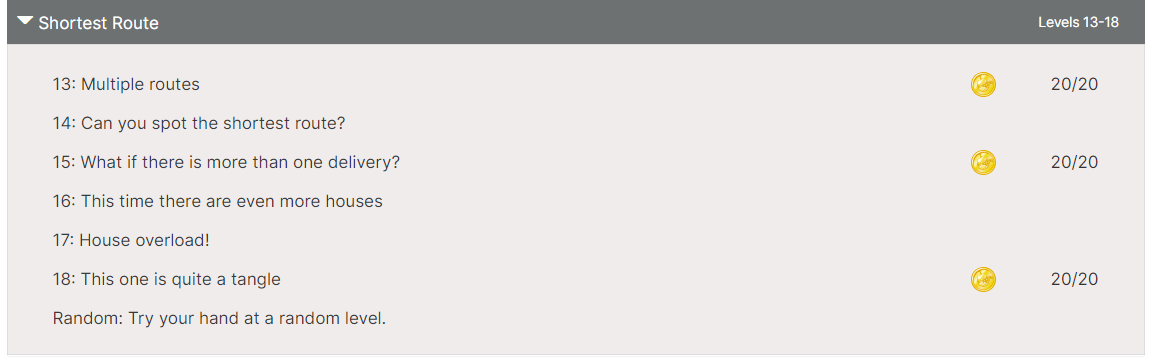 Shortest Route Levels 13-18
13: Multiple routes 20/20
14: Can you spot the shortest route?
15: What if there is more than one delivery? 20/20
16: This time there are even more houses
17: House overload!
18: This one is quite a tangle 20/20
Random: Try your hand at a random level.